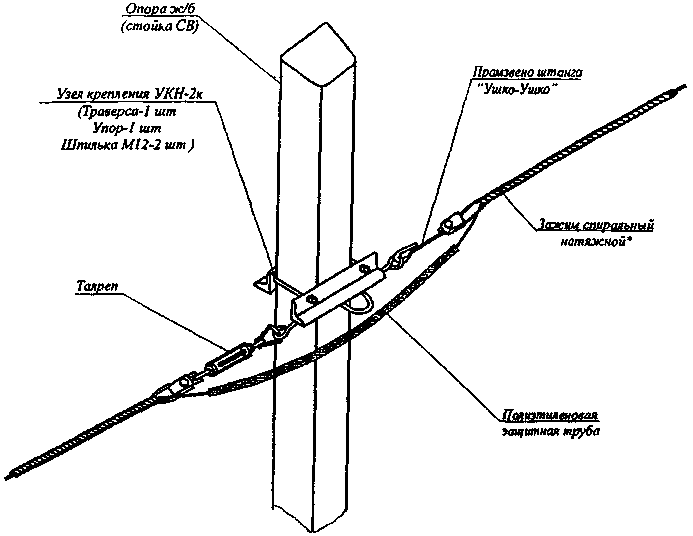 Опора ж/б
(стойка СВ)
Узел крепления УКН-2к
(Траверса-1 шт
Упор-1 шт
Шпилька М12-2 шт.)
Промзвено штанга
"Ушко-Ушко"
Зажим спиральный
натяжной*
Талреп
Полиэтиленовая
защитная труба